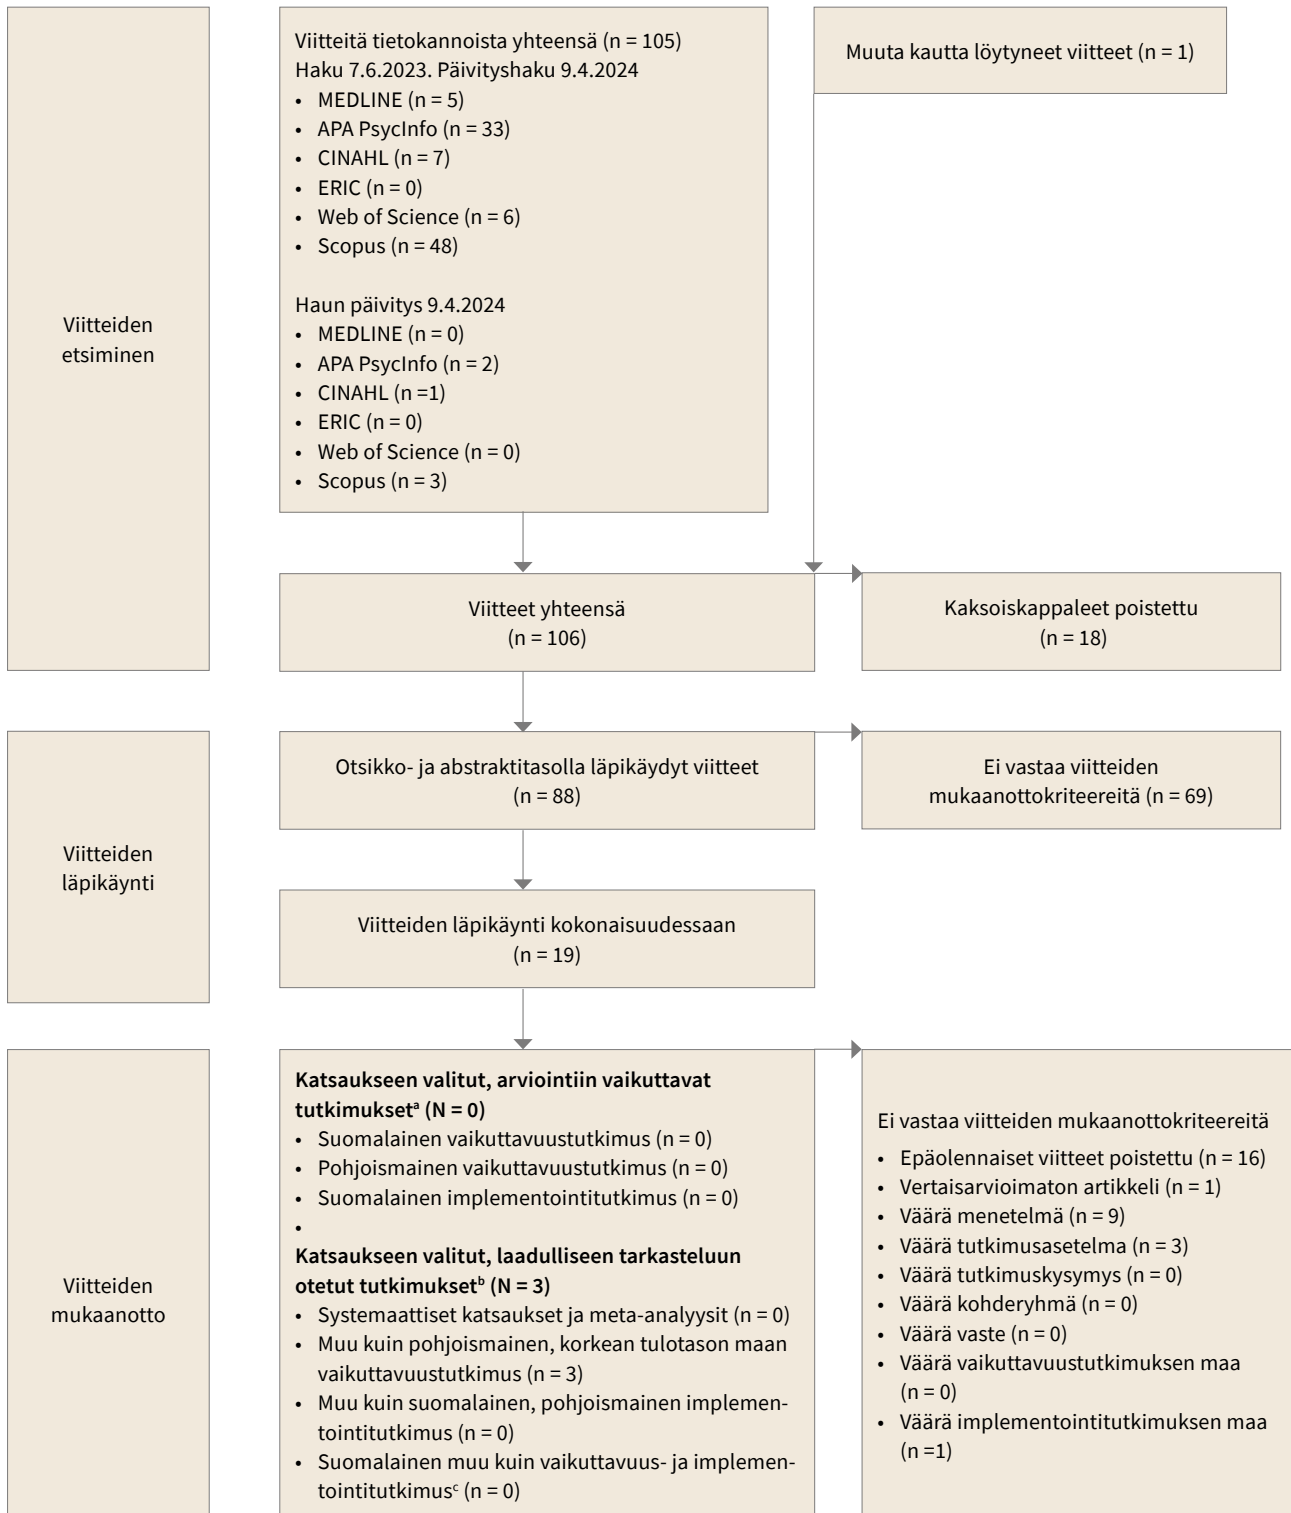 Viitteiden
etsiminen
Viitteitä tietokannoista yhteensä (n = 105)
Haku 7.6.2023. Päivityshaku 9.4.2024
• MEDLINE (n = 5)
• APA PsycInfo (n = 33)
• CINAHL (n = 7)
• ERIC (n = 0)
• Web of Science (n = 6)
• Scopus (n = 48)
Haun päivitys 9.4.2024
• MEDLINE (n = 0)
• APA PsycInfo (n = 2)
• CINAHL (n =1)
• ERIC (n = 0)
• Web of Science (n = 0)
• Scopus (n = 3)
Muuta kautta löytyneet viitteet (n = 1)
Viitteet yhteensä
(n = 106)
Kaksoiskappaleet poistettu
(n = 18)
Viitteiden
läpikäynti
Otsikko- ja abstraktitasolla läpikäydyt viitteet
(n = 88)
Ei vastaa viitteiden
mukaanottokriteereitä (n = 69)
Viitteiden läpikäynti kokonaisuudessaan
(n = 19)
Viitteiden
mukaanotto
Katsaukseen valitut, arviointiin vaikuttavat
tutkimuksetᵃ (N = 0)
• Suomalainen vaikuttavuustutkimus (n = 0)
• Pohjoismainen vaikuttavuustutkimus (n = 0)
• Suomalainen implementointitutkimus (n = 0)
•
Katsaukseen valitut, laadulliseen tarkasteluun
otetut tutkimuksetᵇ (N = 3)
• Systemaattiset katsaukset ja meta-analyysit (n = 0)
• Muu kuin pohjoismainen, korkean tulotason maan
vaikuttavuustutkimus (n = 3)
• Muu kuin suomalainen, pohjoismainen implemen-
tointitutkimus (n = 0)
• Suomalainen muu kuin vaikuttavuus- ja implemen-
tointitutkimusᶜ (n = 0)
Ei vastaa viitteiden mukaanottokriteereitä
• Epäolennaiset viitteet poistettu (n = 16)
• Vertaisarvioimaton artikkeli (n = 1)
• Väärä menetelmä (n = 9)
• Väärä tutkimusasetelma (n = 3)
• Väärä tutkimuskysymys (n = 0)
• Väärä kohderyhmä (n = 0)
• Väärä vaste (n = 0)
• Väärä vaikuttavuustutkimuksen maa
(n = 0)
• Väärä implementointitutkimuksen maa
(n =1)